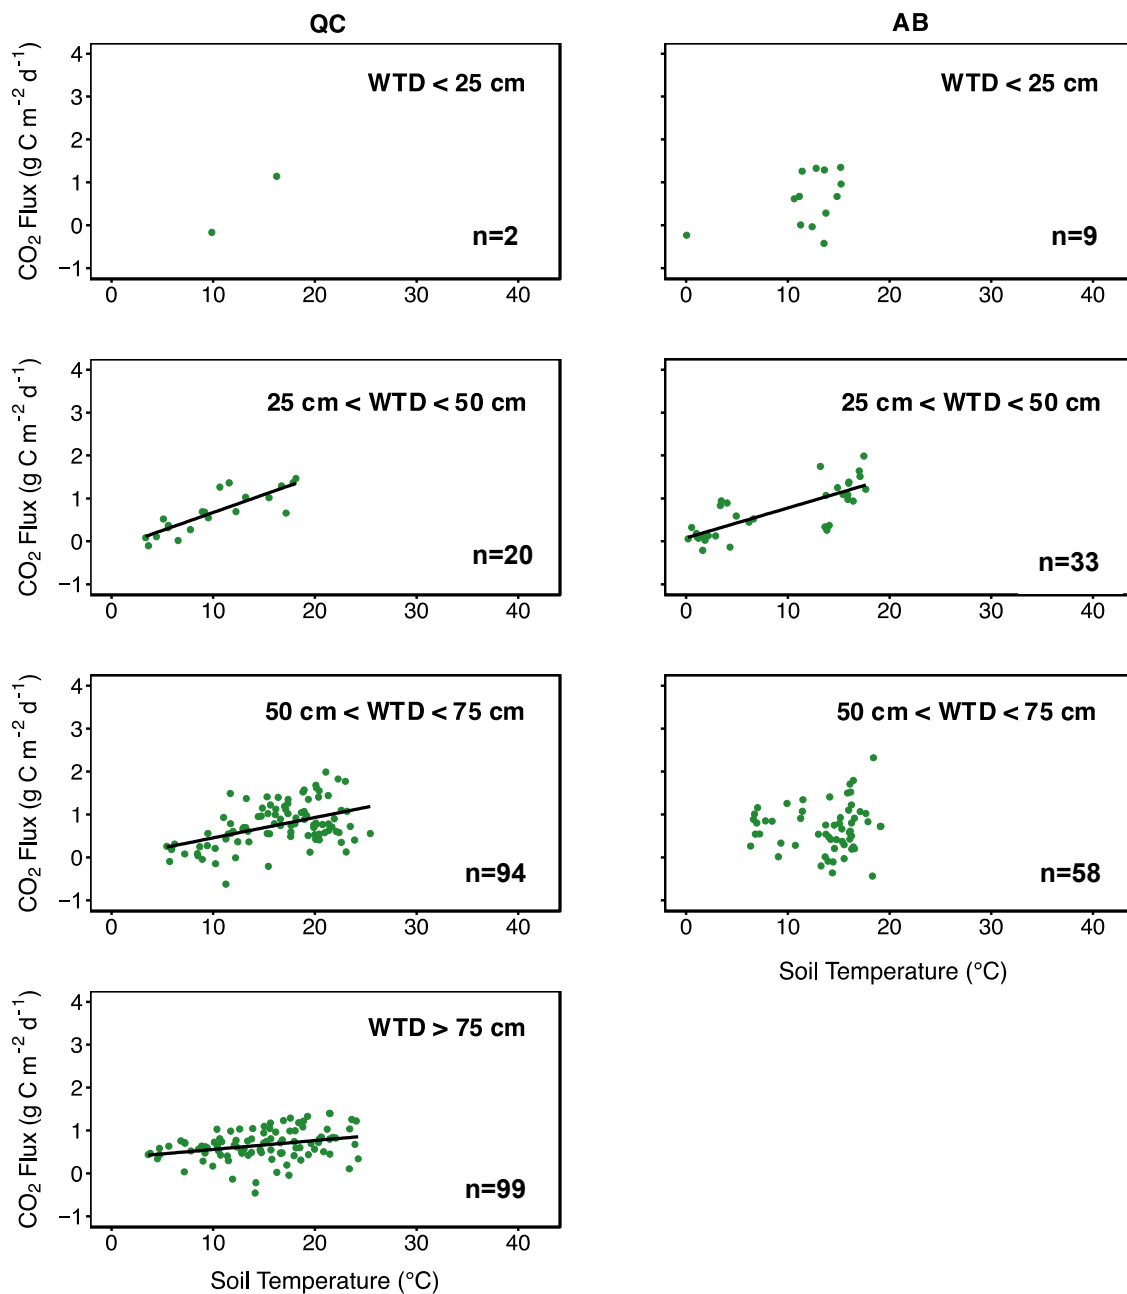 QC
AB
CO2 Flux (g C m−2 d−1)
4
3
2
1
0
−1
WTD < 25 cm
n=2
0 10 20 30 40
WTD < 25 cm
n=9
0 10 20 30 40
CO2 Flux (g C m−2 d−1)
4
3
2
1
0
−1
25 cm < WTD < 50 cm
n=20
0 10 20 30 40
25 cm < WTD < 50 cm
n=33
0 10 20 30 40
CO2 Flux (g C m−2 d−1)
4
3
2
1
0
−1
50 cm < WTD < 75 cm
n=94
0 10 20 30 40
50 cm < WTD < 75 cm
n=58
0 10 20 30 40
Soil Temperature (°C)
CO2 Flux (g C m−2 d−1)
4
3
2
1
0
−1
WTD > 75 cm
n=99
0 10 20 30 40
Soil Temperature (°C)